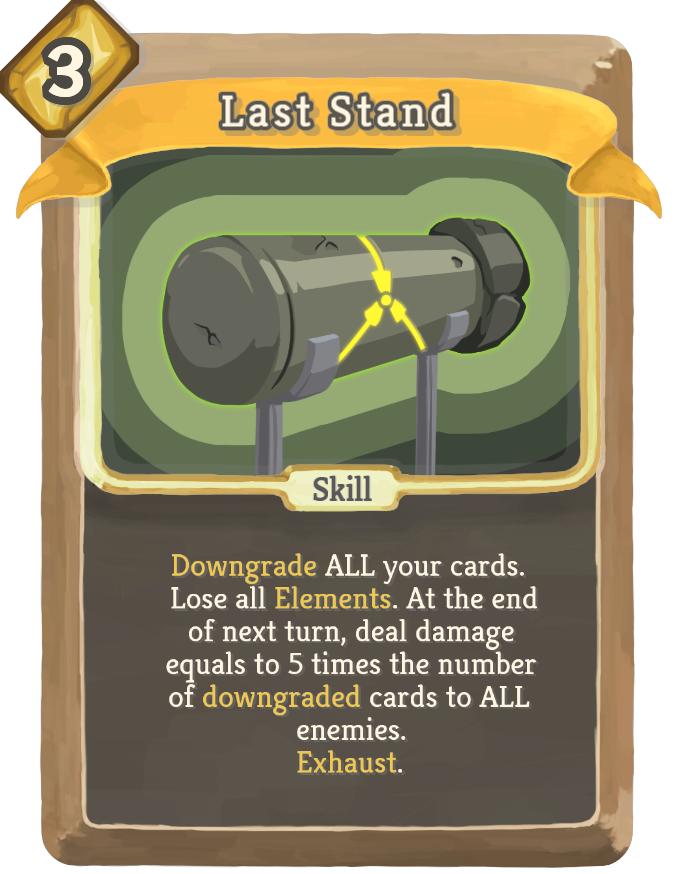 3
Last Stand
Skill
Downgrade ALL your cards.
Lose all Elements. At the end
of next turn, deal damage
equals to 5 times the number
of downgraded cards to ALL
enemies.
Exhaust.